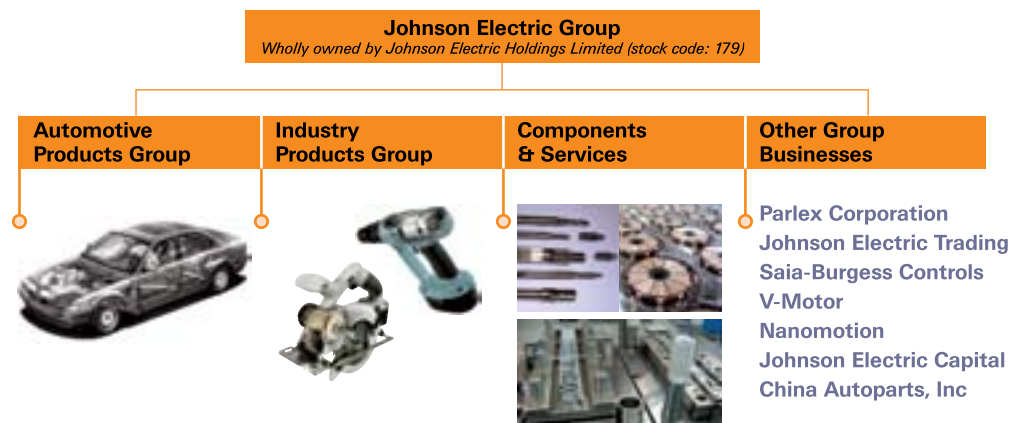 Johnson Electric Group
Wholly owned by Johnson Electric Holdings Limited (stock code: 179)
Automotive
Products Group
Industry
Products Group
Components
& Services
Other Group
Businesses
Parlex Corporation
Johnson Electric Trading
Saia-Burgess Controls
V-Motor
Nanomotion
Johnson Electric Capital
China Autoparts, Inc